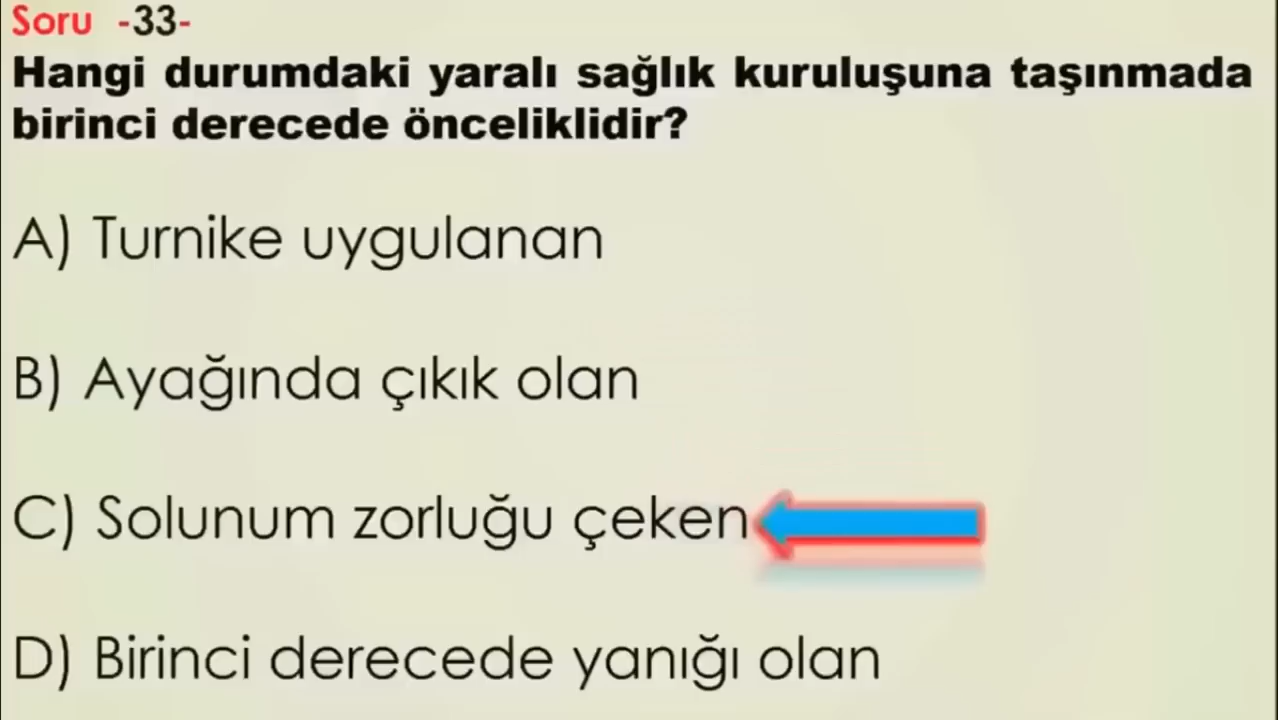 Soru -33-
Hangi durumdaki yaralı sağlık kuruluşuna taşınmada
birinci derecede önceliklidir?
A) Turnike uygulanan
B) Ayağında çıkık olan
C) Solunum zorluğu çeken
D) Birinci derecede yanığı olan